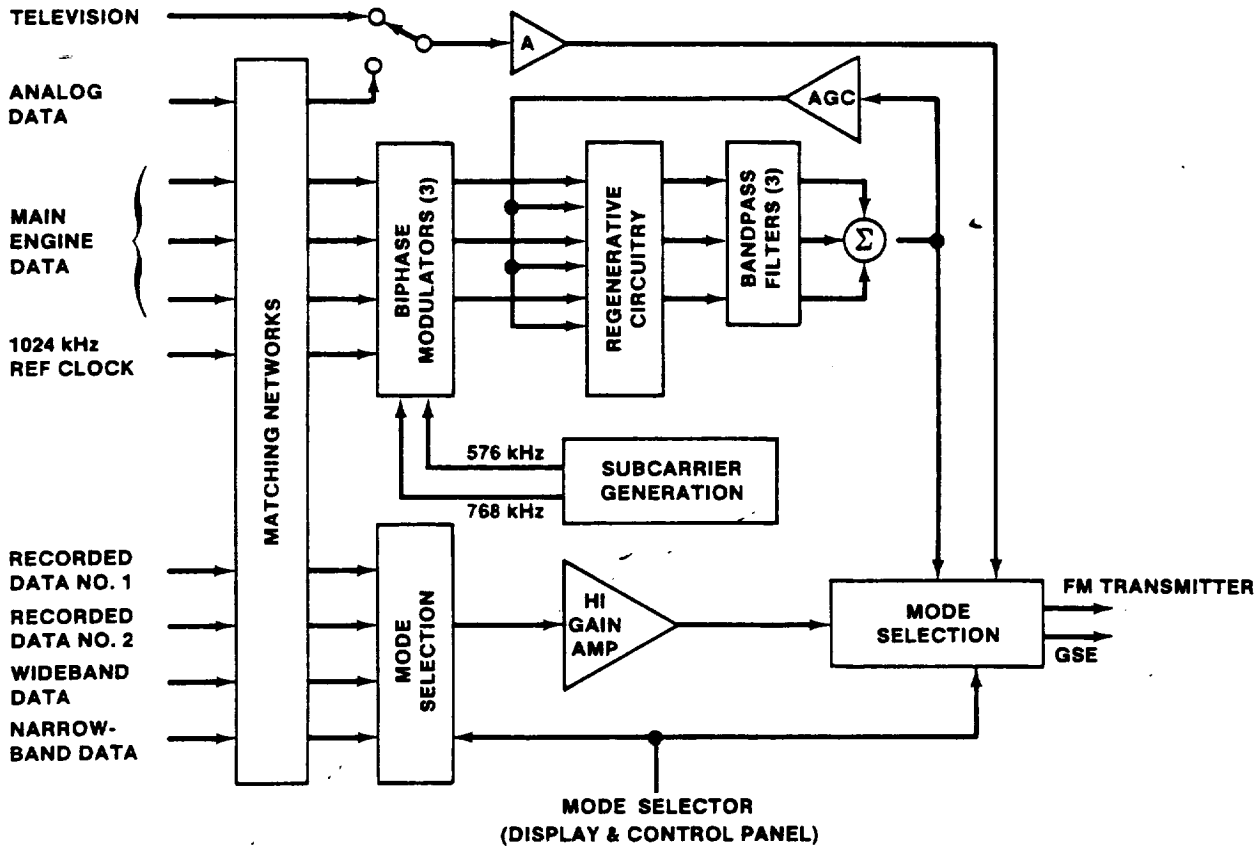 TELEVISION
A
ANALOG
DATA
AGC
MAIN
ENGINE
DATA
1024 kHz
REF CLOCK
MATCHING NETWORKS
BIPHASE
MODULATORS (3)
REGENERATIVE
CIRCUITRY
BANDPASS
FILTERS (3)
Σ
576 kHz
768 kHz
SUBCARRIER
GENERATION
RECORDED
DATA NO. 1
RECORDED
DATA NO. 2
WIDEBAND
DATA
NARROW-
BAND DATA
MODE
SELECTION
HI
GAIN
AMP
MODE
SELECTION
FM TRANSMITTER
GSE
MODE SELECTOR
(DISPLAY & CONTROL PANEL)